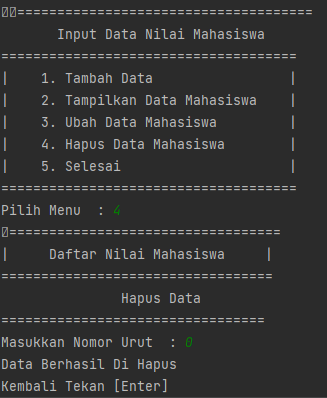 =====================================
Input Data Nilai Mahasiswa
=====================================
| 1. Tambah Data |
| 2. Tampilkan Data Mahasiswa |
| 3. Ubah Data Mahasiswa |
| 4. Hapus Data Mahasiswa |
| 5. Selesai |
=====================================
Pilih Menu : 4
==================================
| Daftar Nilai Mahasiswa |
==================================
Hapus Data
=================================
Masukkan Nomor Urut : 0
Data Berhasil Di Hapus
Kembali Tekan [Enter]